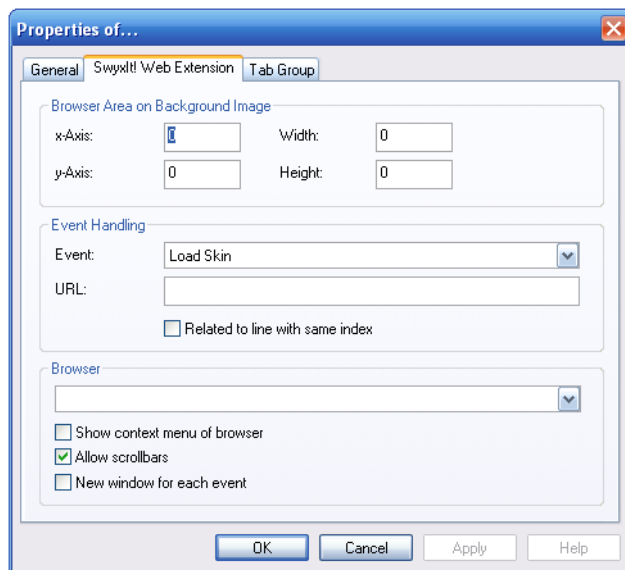 Properties of...
General SwyxIt! Web Extension Tab Group
Browser Area on Background Image
x-Axis: 0 Width: 0
y-Axis: 0 Height: 0
Event Handling
Event: Load Skin
URL:
Related to line with same index
Browser
Show context menu of browser
Allow scrollbars
New window for each event
OK Cancel Apply Help